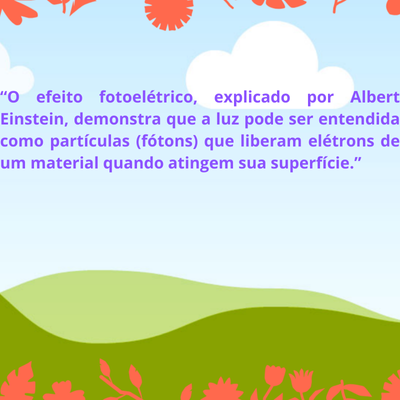 “O efeito fotoelétrico, explicado por Albert
Einstein, demonstra que a luz pode ser entendida
como partículas (fótons) que liberam elétrons de
um material quando atingem sua superfície.”